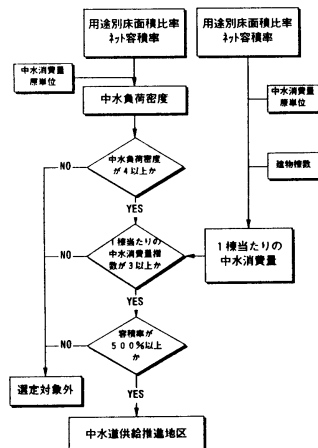 用途別床面積比率
ネット容積率
用途別床面積比率
ネット容積率
中水消費量
原単位
中水消費量
原単位
中水負荷密度
建物棟数
中水負荷密度
が4以上か
NO
YES
1棟当たりの
中水消費量指
数が3以上か
NO
1棟当たりの
中水消費量
YES
容積率が
500%以上
か
NO
YES
選定対象外
中水道供給推進地区